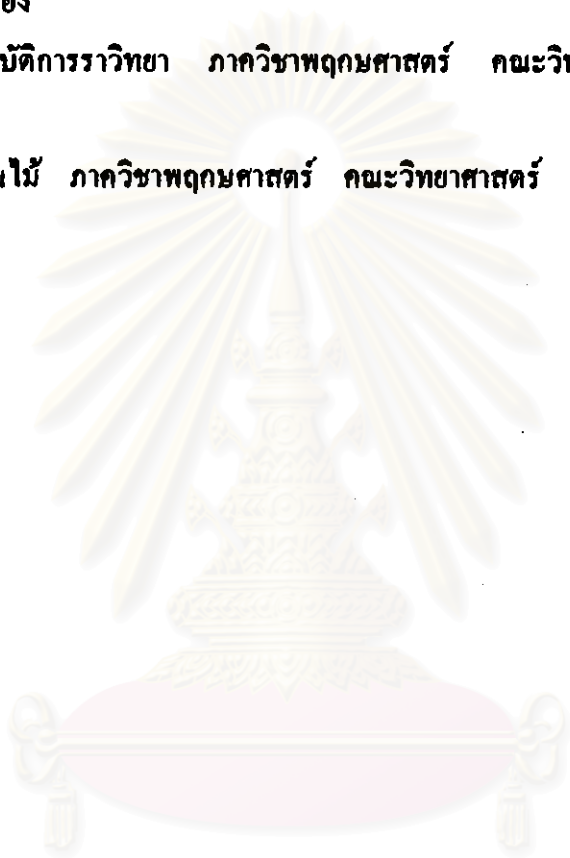 บัติการราวิทยา ภาควิชาพฤกษศาสตร์ คณะวิ
ไม้ ภาควิชาพฤกษศาสตร์ คณะวิทยาศาสตร์